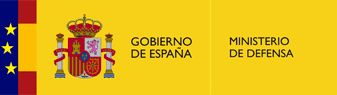 GOBIERNO
DE ESPAÑA
MINISTERIO
DE DEFENSA